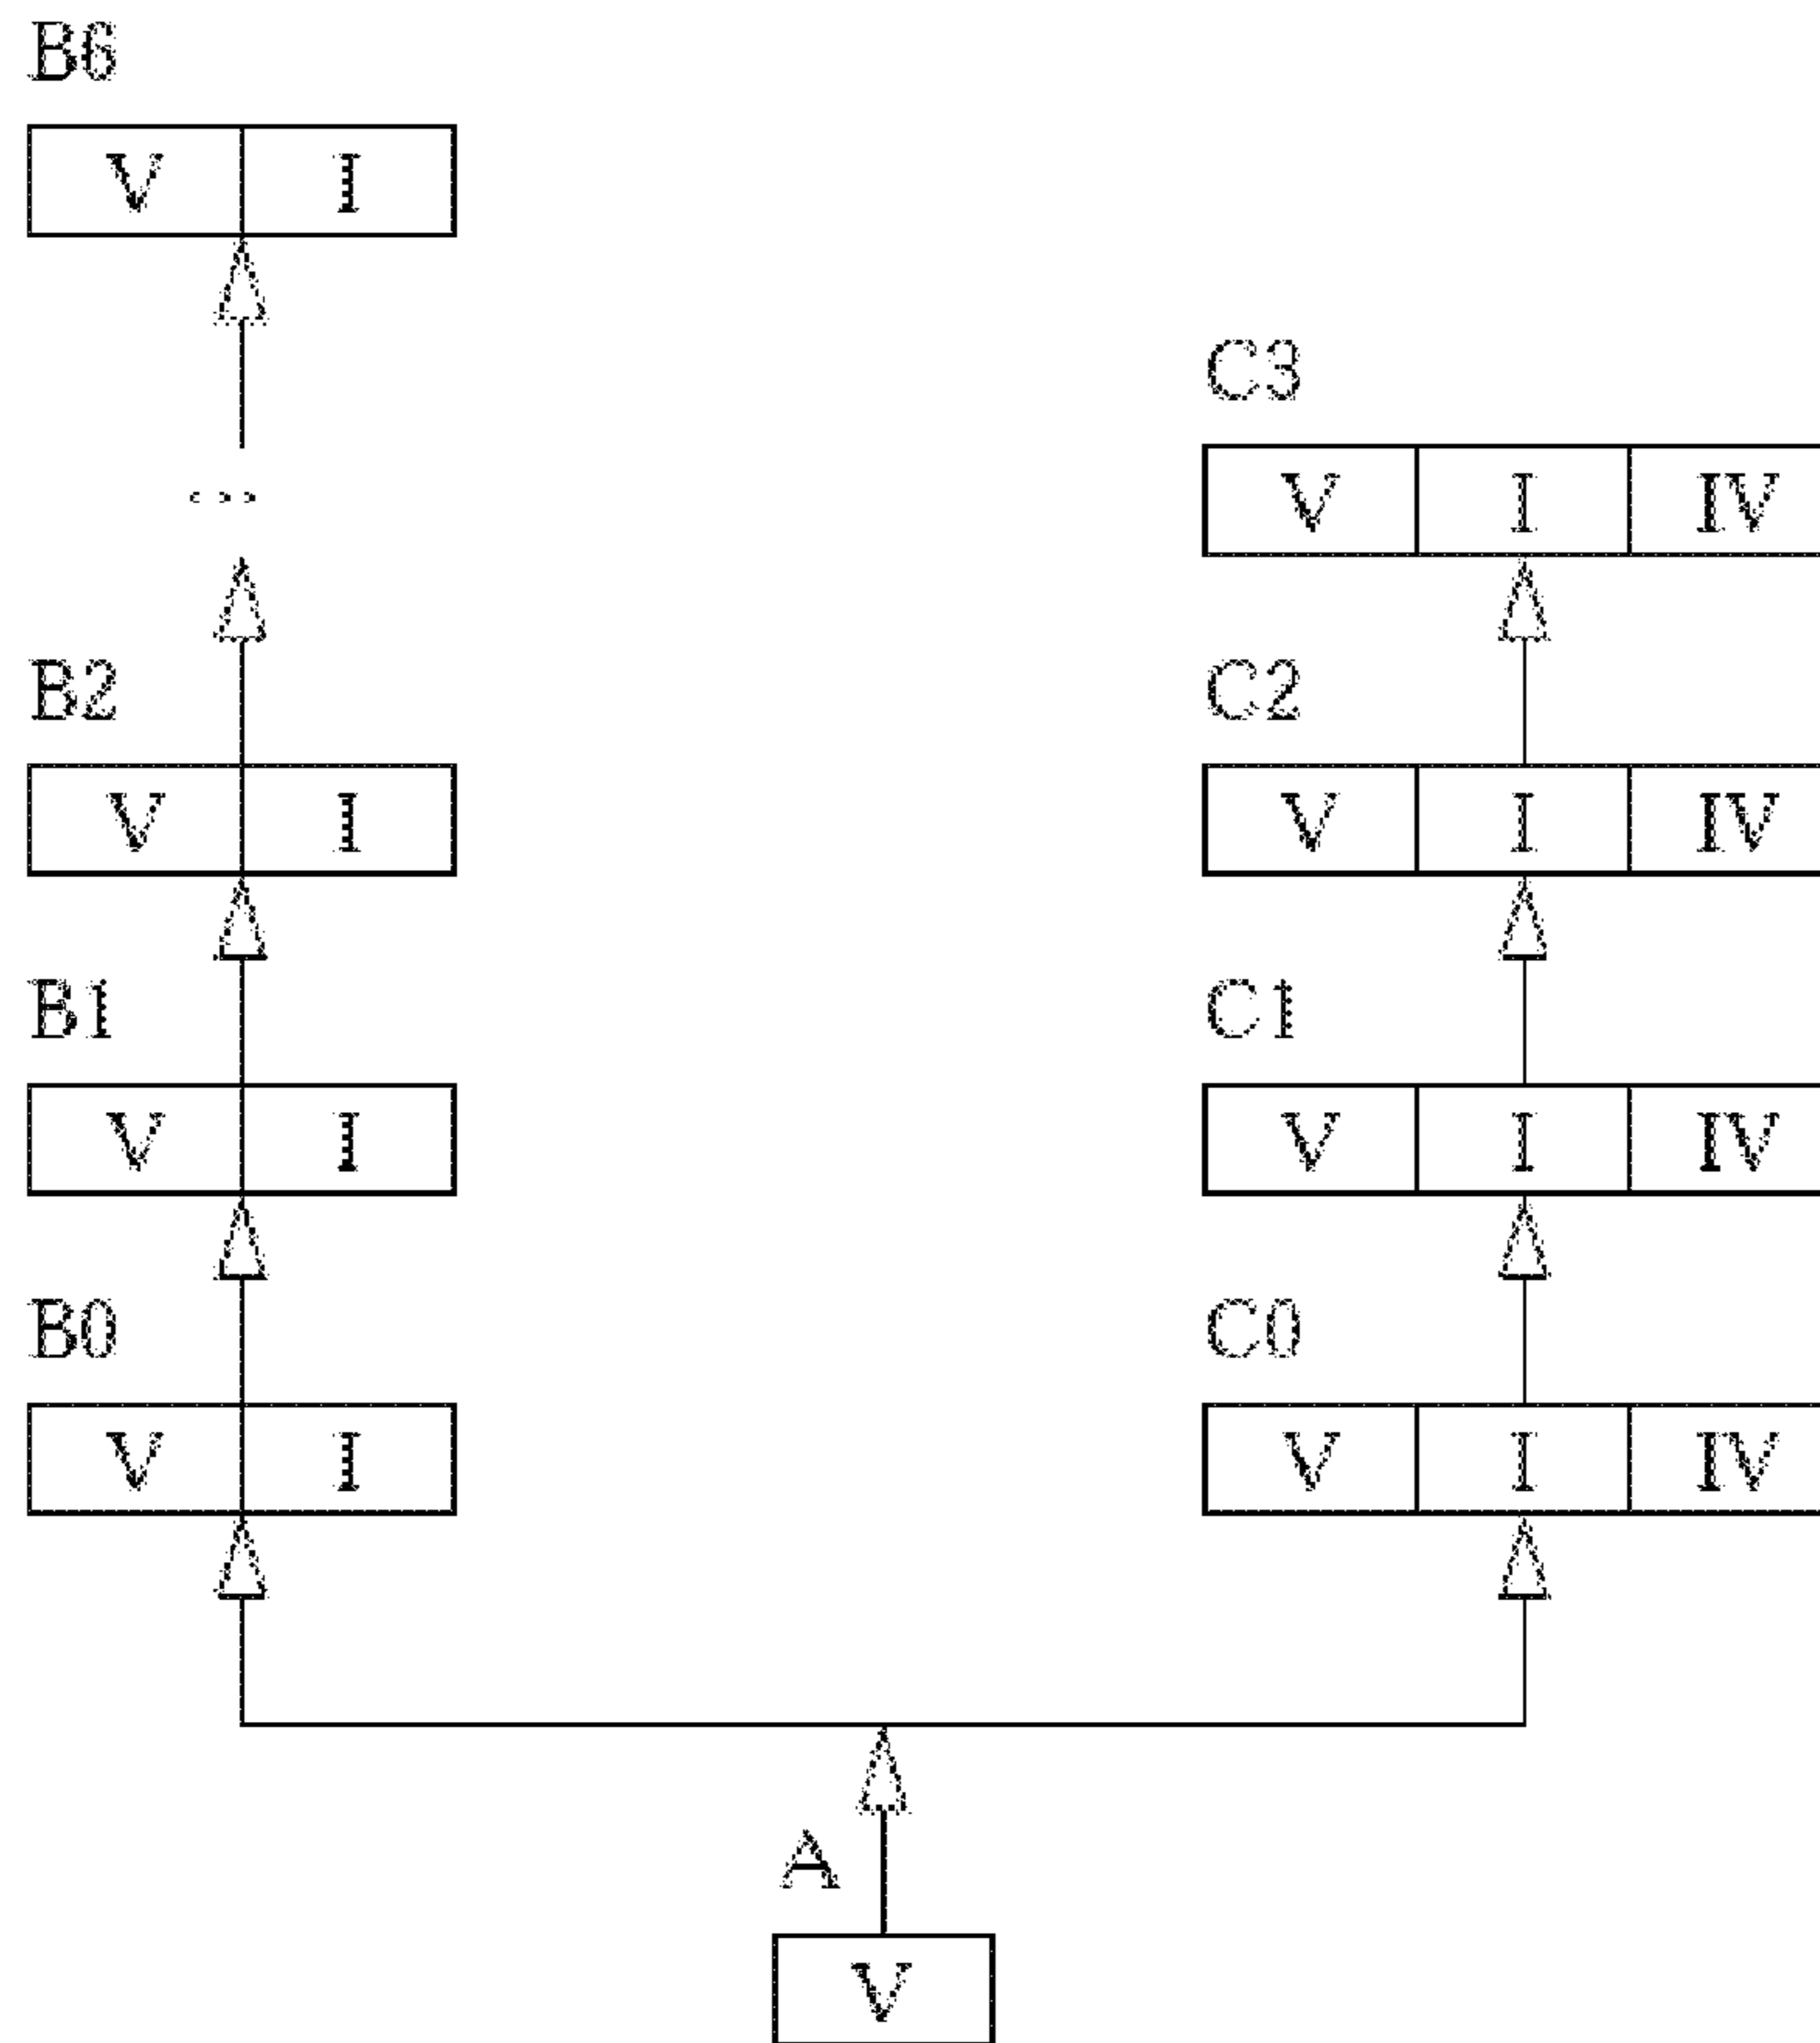 B6
V I
C3
...
V I IV
B2 C2
V I V I IV
B1 C1
V I V I IV
B0 C0
V I V I IV
A
V